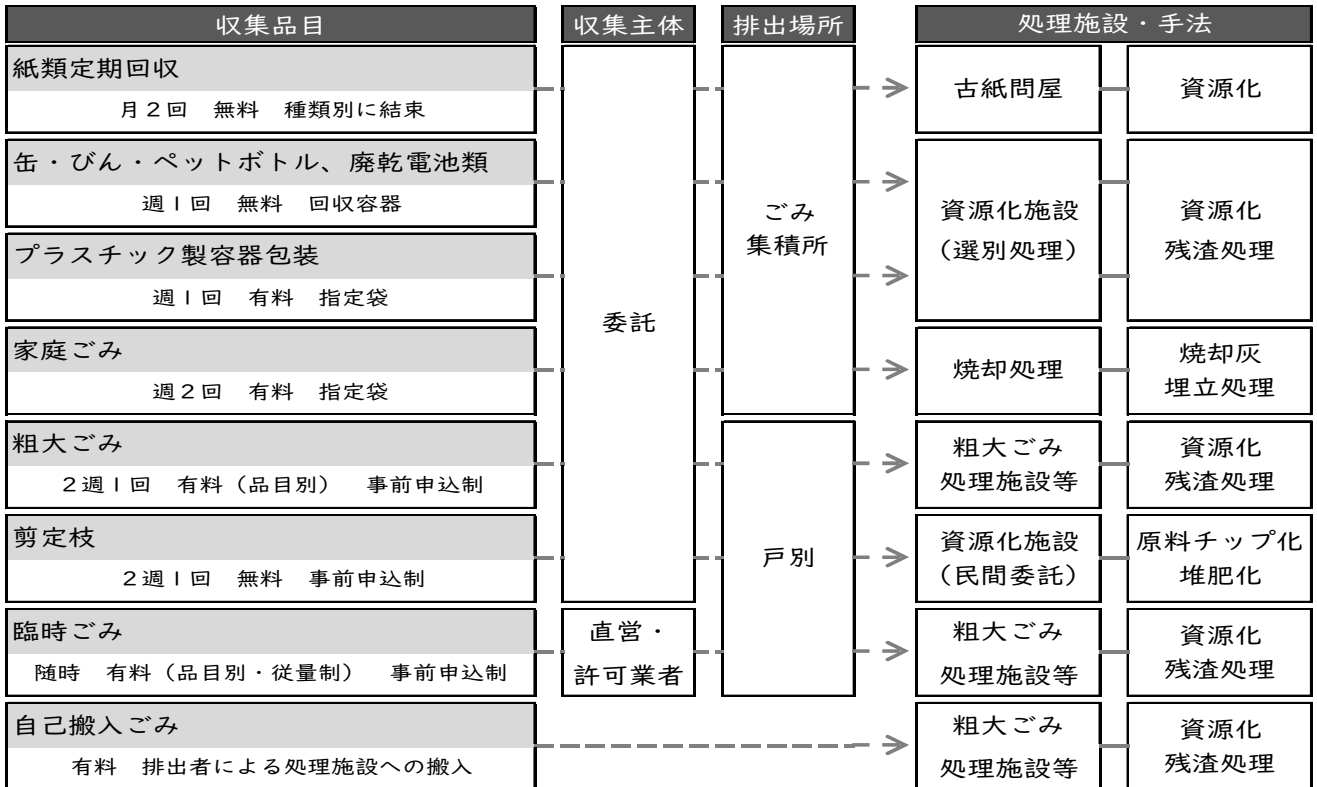 収集品目 収集主体 排出場所 処理施設・手法
紙類定期回収
月2回 無料 種類別に結束
古紙問屋 資源化
缶・びん・ペットボトル、廃乾電池類
週1回 無料 回収容器
プラスチック製容器包装
週1回 有料 指定袋
委託
ごみ
集積所
資源化施設
(選別処理)
資源化
残渣処理
家庭ごみ
週2回 有料 指定袋
焼却処理
焼却灰
埋立処理
粗大ごみ
2週1回 有料(品目別) 事前申込制
粗大ごみ
処理施設等
資源化
残渣処理
剪定枝
2週1回 無料 事前申込制
戸別
資源化施設
(民間委託)
原料チップ化
堆肥化
臨時ごみ
随時 有料(品目別・従量制) 事前申込制
直営・
許可業者
粗大ごみ
処理施設等
資源化
残渣処理
自己搬入ごみ
有料 排出者による処理施設への搬入
粗大ごみ
処理施設等
資源化
残渣処理